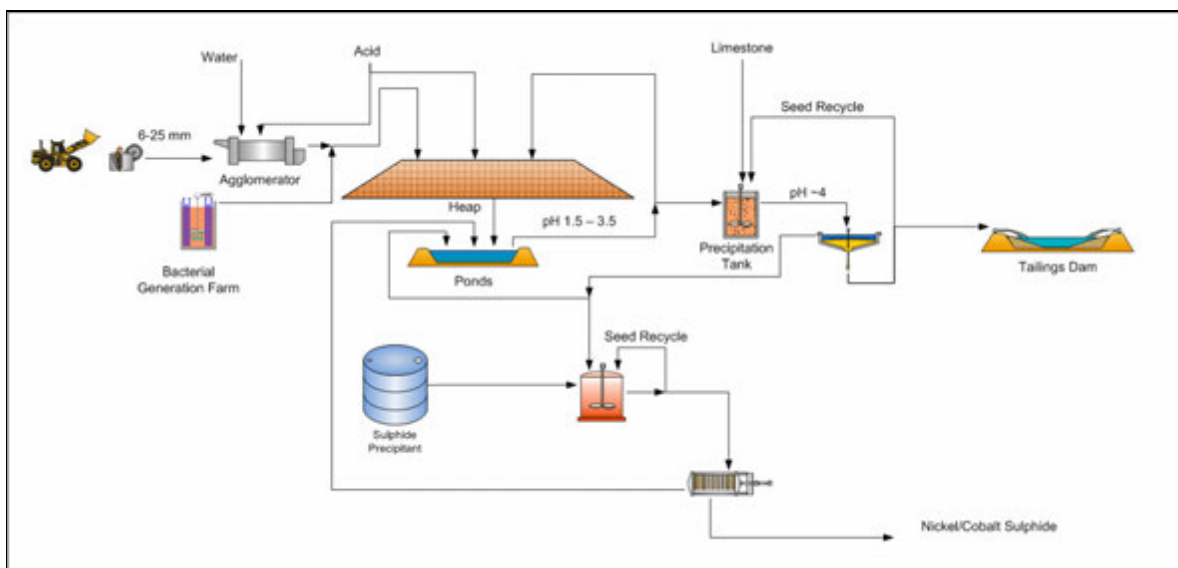 Water
Acid
Limestone
Seed Recycle
6-25 mm
Agglomerator
pH ~4
Heap
pH 1.5 – 3.5
Precipitation
Tank
Tailings Dam
Bacterial
Generation Farm
Ponds
Seed Recycle
Sulphide
Precipitant
Nickel/Cobalt Sulphide